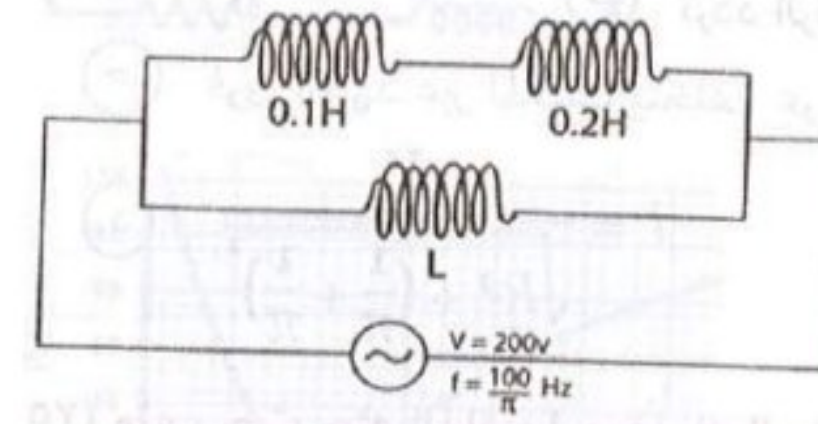 0.1H
0.2H
L
V = 200v
f = 100/π Hz